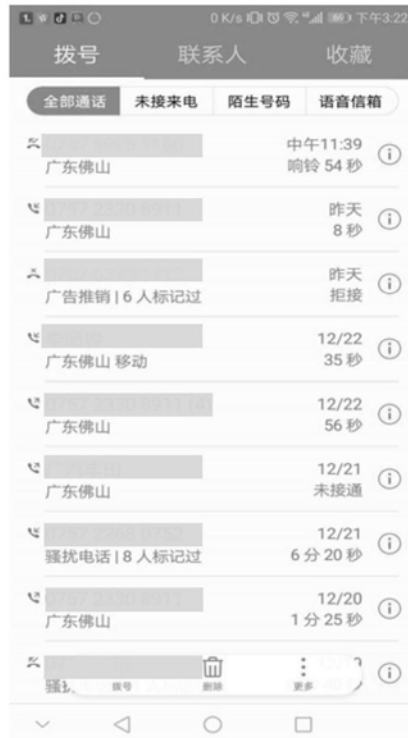 0 K/s 下午3:22
拨号 联系人 收藏
全部通话 未接来电 陌生号码 语音信箱
中午11:39
广东佛山 响铃 54 秒
昨天
广东佛山 8 秒
昨天
广告推销 | 6 人标记过 拒接
12/22
广东佛山 移动 35 秒
12/22
广东佛山 56 秒
12/21
广东佛山 未接通
12/21
骚扰电话 | 8 人标记过 6 分 20 秒
12/20
广东佛山 1 分 25 秒
拨号 删除 更多